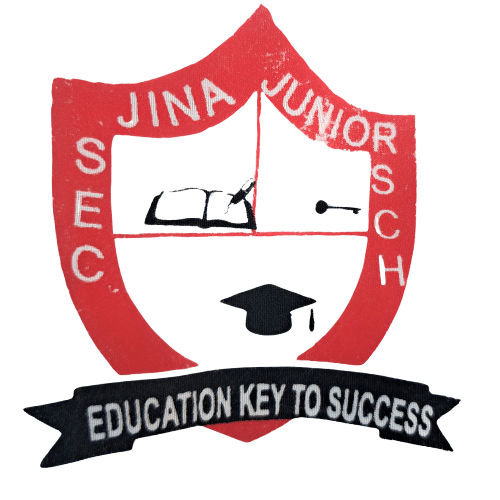 JINA JUNIOR
SEC SCH
EDUCATION KEY TO SUCCESS